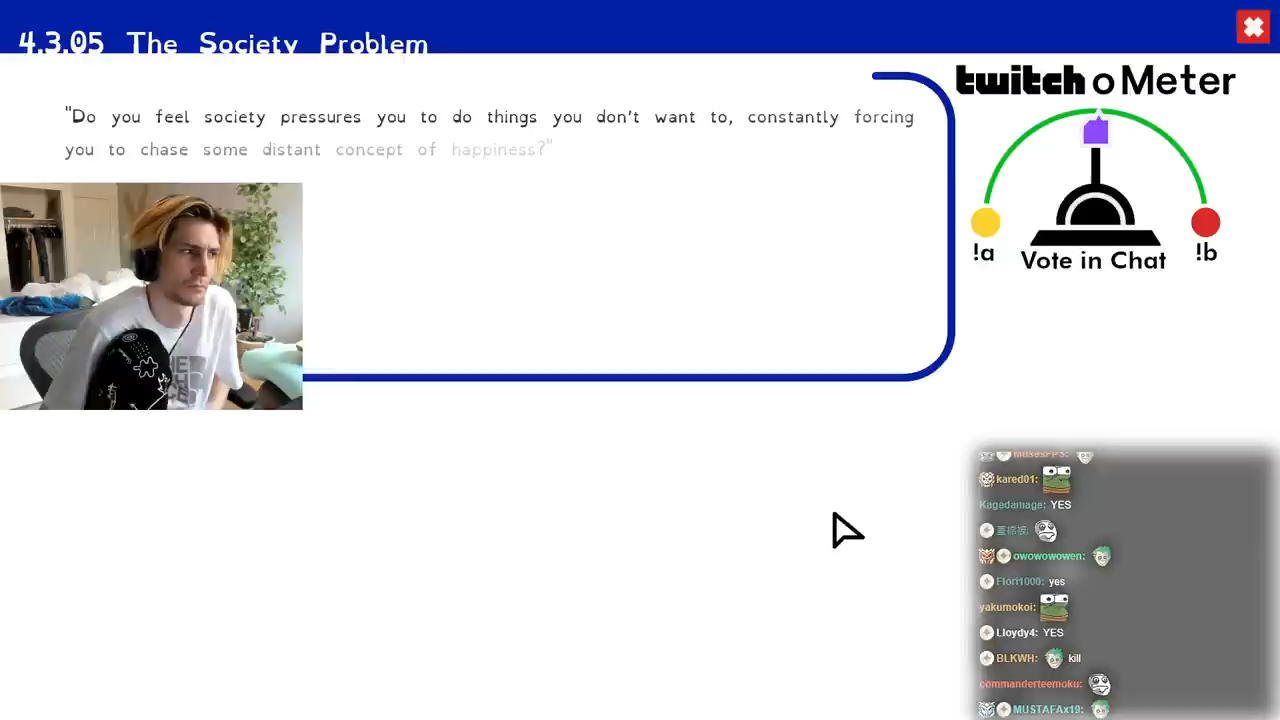 4.3.05 The Society Problem
"Do you feel society pressures you to do things you don't want to, constantly forcing
you to chase some distant concept of happiness?"
twitch o Meter
!a
!b
Vote in Chat
MusesFPS:
kared01:
Kagedamage: YES
owowowowen:
Flori1000: yes
yakumokoi:
Lloydy4: YES
BLKWH: kill
commanderteemoku:
MUSTAFAx19: